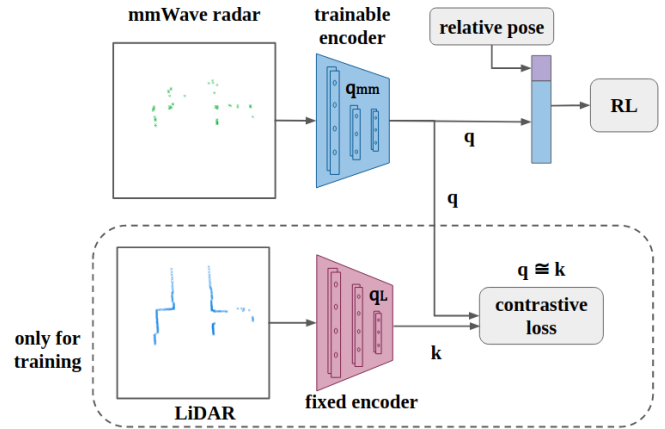 mmWave radar
trainable
encoder
relative pose
qmm
RL
q
q
q ≅ k
qL
contrastive
loss
only for
training
k
fixed encoder
LiDAR